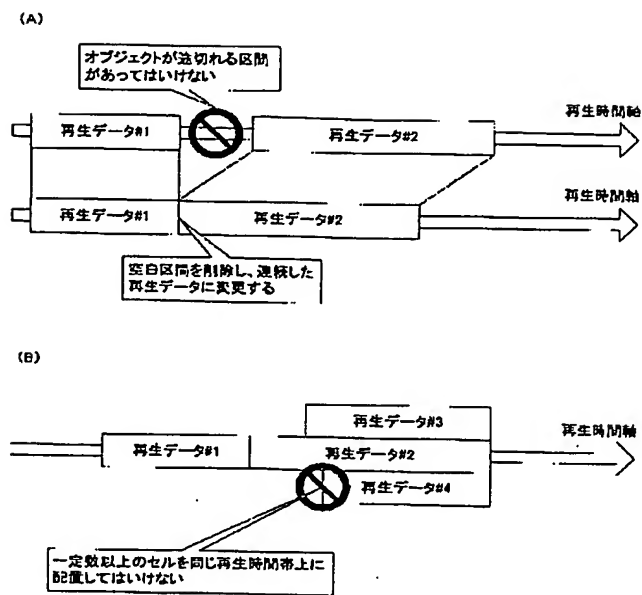 (A)
オブジェクトが途切れる区間
があってはいけない
再生時間軸
再生データ#1
再生データ#2
再生時間軸
再生データ#1
再生データ#2
空白区間を削除し、連続した
再生データに変更する
(B)
再生データ#3
再生時間軸
再生データ#1
再生データ#2
再生データ#4
一定数以上のセルを同じ再生時間帯上に
配置してはいけない